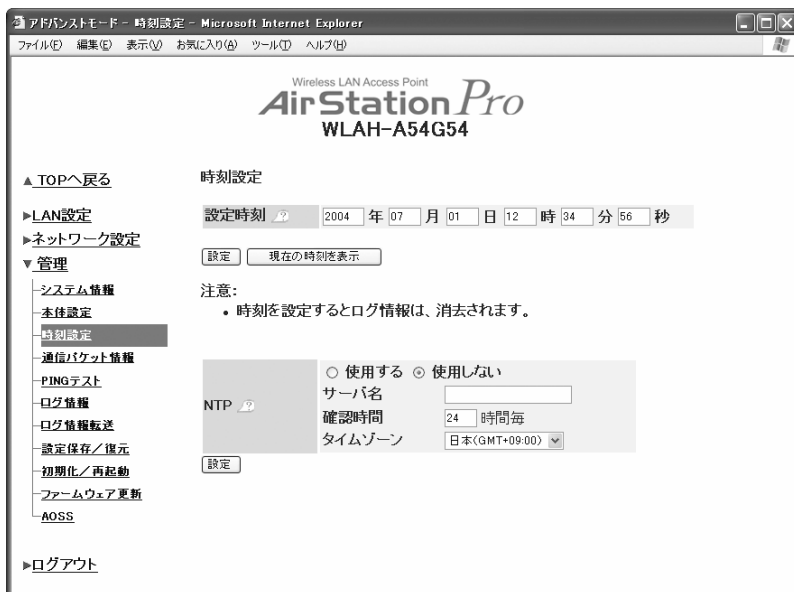 アドバンストモード - 時刻設定 - Microsoft Internet Explorer
ファイル(F) 編集(E) 表示(V) お気に入り(A) ツール(T) ヘルプ(H)
Wireless LAN Access Point
AirStation Pro
WLAH-A54G54
▲ TOPへ戻る
▶LAN設定
▶ネットワーク設定
▼ 管理
システム情報
本体設定
時刻設定
通信パケット情報
PINGテスト
ログ情報
ログ情報転送
設定保存／復元
初期化／再起動
ファームウェア更新
AOSS
▶ログアウト
時刻設定
設定時刻 ? 2004 年 07 月 01 日 12 時 34 分 56 秒
設定 現在の時刻を表示
注意:
• 時刻を設定するとログ情報は、消去されます。
NTP ?
○ 使用する ◎ 使用しない
サーバ名
確認時間 24 時間毎
タイムゾーン 日本(GMT+09:00)
設定